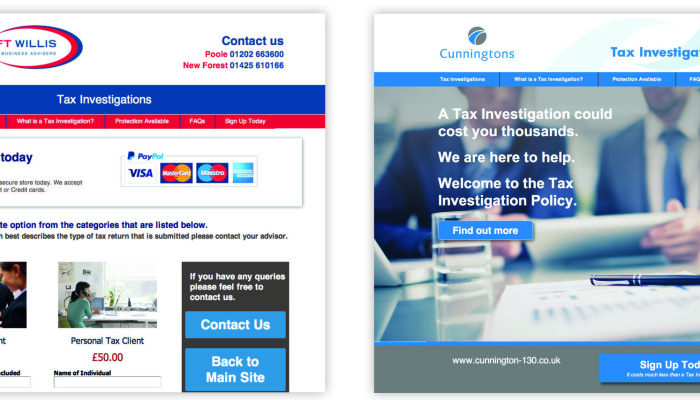 FT WILLIS
BUSINESS ADVISERS
Contact us
Poole 01202 663600
New Forest 01425 610166
Tax Investigations
What is a Tax Investigation?
Protection Available
FAQs
Sign Up Today
today
PayPal
VISA
MasterCard
Maestro
secure store today. We accept
t or Credit cards.
te option from the categories that are listed below.
best describes the type of tax return that is submitted please contact your advisor.
nt
Personal Tax Client
£50.00
cluded
Name of Individual
If you have any queries
please feel free to
contact us.
Contact Us
Back to
Main Site
Cunningtons
Tax Investiga
Tax Investigations
What is a Tax Investigation?
Protection Available
FAQ
A Tax Investigation could
cost you thousands.
We are here to help.
Welcome to the Tax
Investigation Policy.
Find out more
www.cunnington-130.co.uk
Sign Up Tod
It costs much less than a Tax In